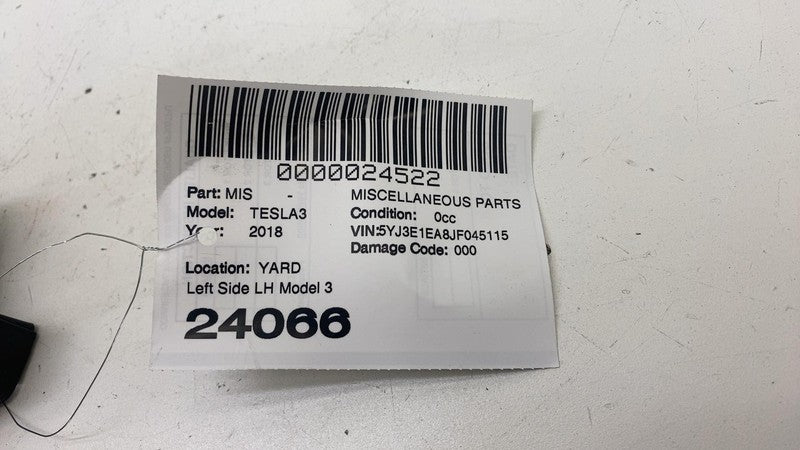 0000024522
Part: MIS - MISCELLANEOUS PARTS
Model: TESLA3 Condition: 0cc
Year: 2018 VIN:5YJ3E1EA8JF045115
Damage Code: 000
Location: YARD
Left Side LH Model 3
24066